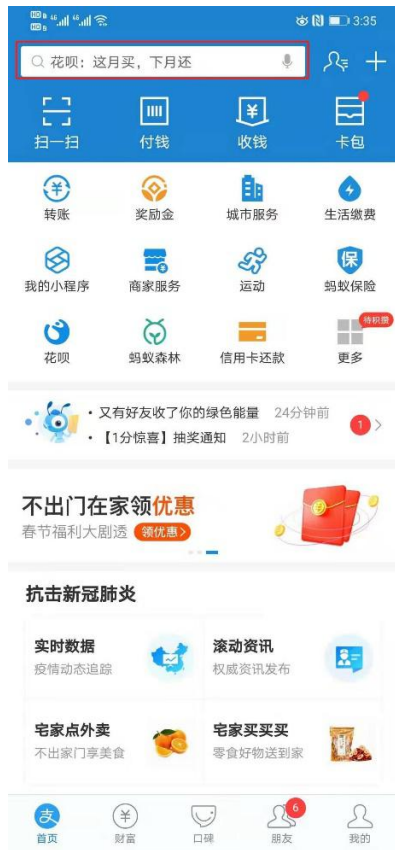 3:35
花呗：这月买，下月还
扫一扫 付钱 收钱 卡包
转账 奖励金 城市服务 生活缴费
保
我的小程序 商家服务 运动 蚂蚁保险
待积攒
花呗 蚂蚁森林 信用卡还款 更多
· 又有好友收了你的绿色能量 24分钟前
1
· 【1分惊喜】抽奖通知 2小时前
不出门在家领优惠
春节福利大剧透 领优惠>
抗击新冠肺炎
实时数据 滚动资讯
疫情动态追踪 权威资讯发布
宅家点外卖 宅家买买买
不出家门享美食 零食好物送到家
支 6
首页 财富 口碑 朋友 我的